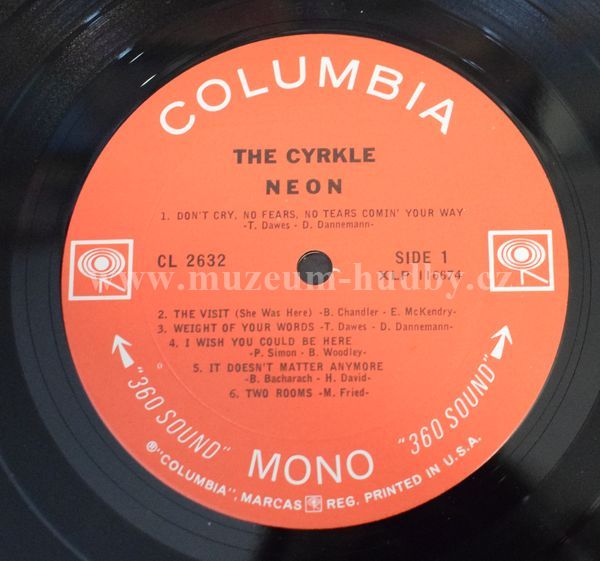 COLUMBIA
THE CYRKLE
NEON
1. DON'T CRY, NO FEARS, NO TEARS COMIN' YOUR WAY
-T. Dawes - D. Dannemann-
CL 2632
SIDE 1
XLP 116674
www.muzeum-hudby.cz
2. THE VISIT (She Was Here) -B. Chandler - E. McKendry-
3. WEIGHT OF YOUR WORDS -T. Dawes - D. Dannemann-
4. I WISH YOU COULD BE HERE
-P. Simon - B. Woodley-
5. IT DOESN'T MATTER ANYMORE
-B. Bacharach - H. David-
6. TWO ROOMS -M. Fried-
"360 SOUND"
MONO
"360 SOUND"
®"COLUMBIA", MARCAS REG. PRINTED IN U.S.A.